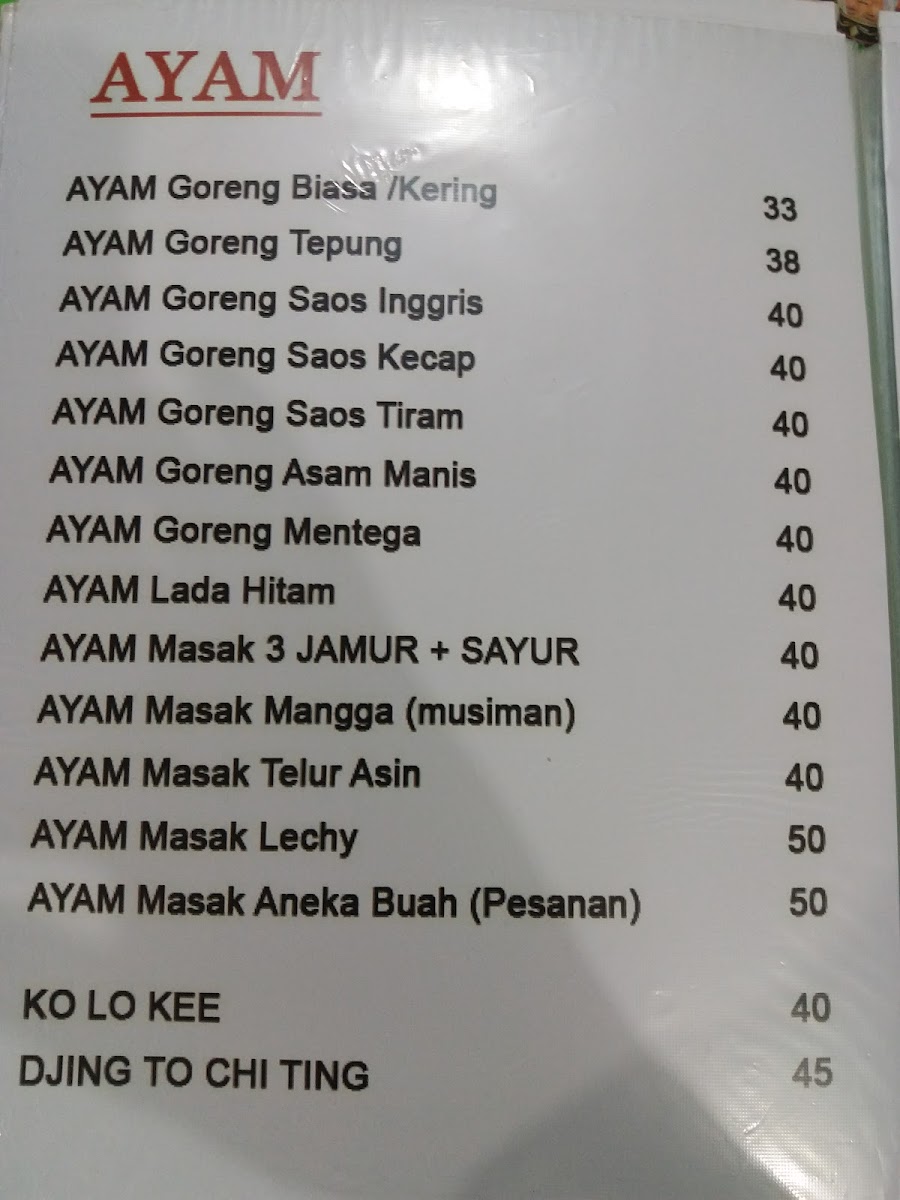 AYAM
AYAM Goreng Biasa /Kering 33
AYAM Goreng Tepung 38
AYAM Goreng Saos Inggris 40
AYAM Goreng Saos Kecap 40
AYAM Goreng Saos Tiram 40
AYAM Goreng Asam Manis 40
AYAM Goreng Mentega 40
AYAM Lada Hitam 40
AYAM Masak 3 JAMUR + SAYUR 40
AYAM Masak Mangga (musiman) 40
AYAM Masak Telur Asin 40
AYAM Masak Lechy 50
AYAM Masak Aneka Buah (Pesanan) 50
KO LO KEE 40
DJING TO CHI TING 45